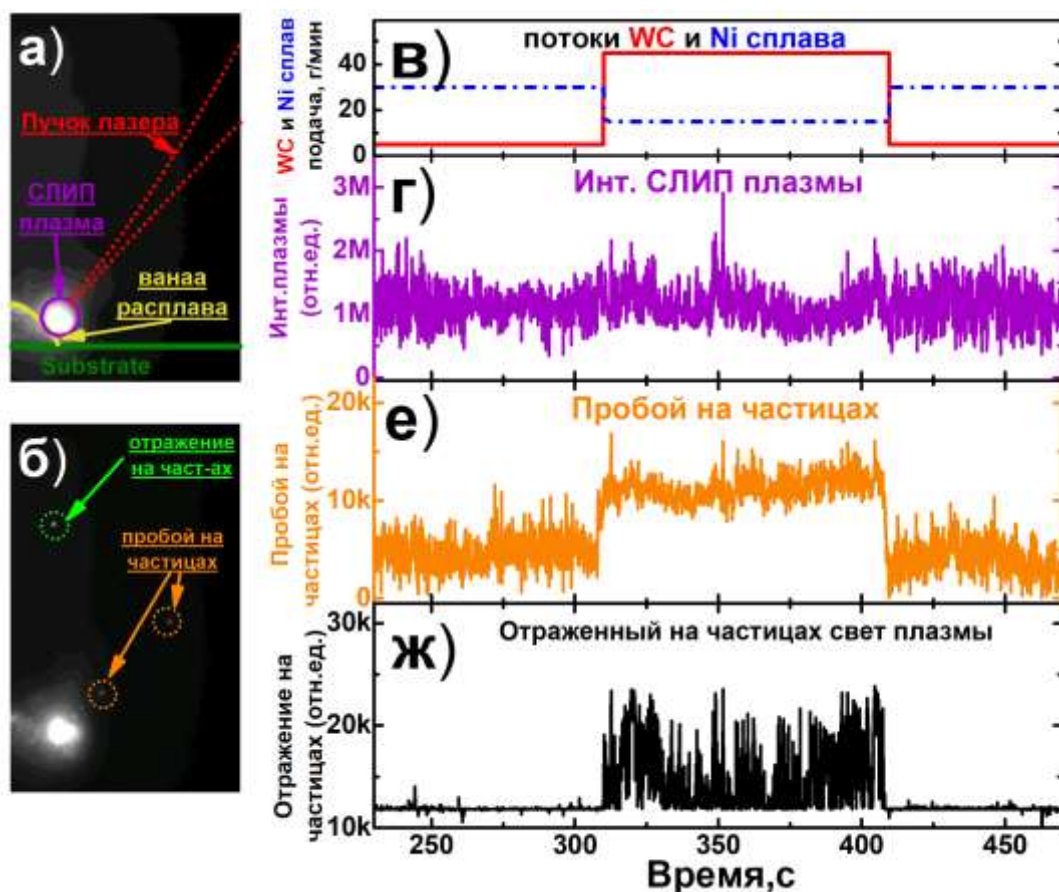 а)
Пучок лазера
СЛИП
плазма
ванаа
расплава
Substrate
б)
отражение
на част-ах
пробой на
частицах
WC и Ni сплав
подача, г/мин
40
20
0
в)
потоки WC и Ni сплава
Инт.плазмы
(отн.ед.)
3M
2M
1M
0
г)
Инт. СЛИП плазмы
Пробой на
частицах (отн.ед.)
20k
10k
0
е)
Пробой на частицах
Отражение на
частицах (отн.ед.)
30k
20k
10k
ж)
Отраженный на частицах свет плазмы
250 300 350 400 450
Время,с